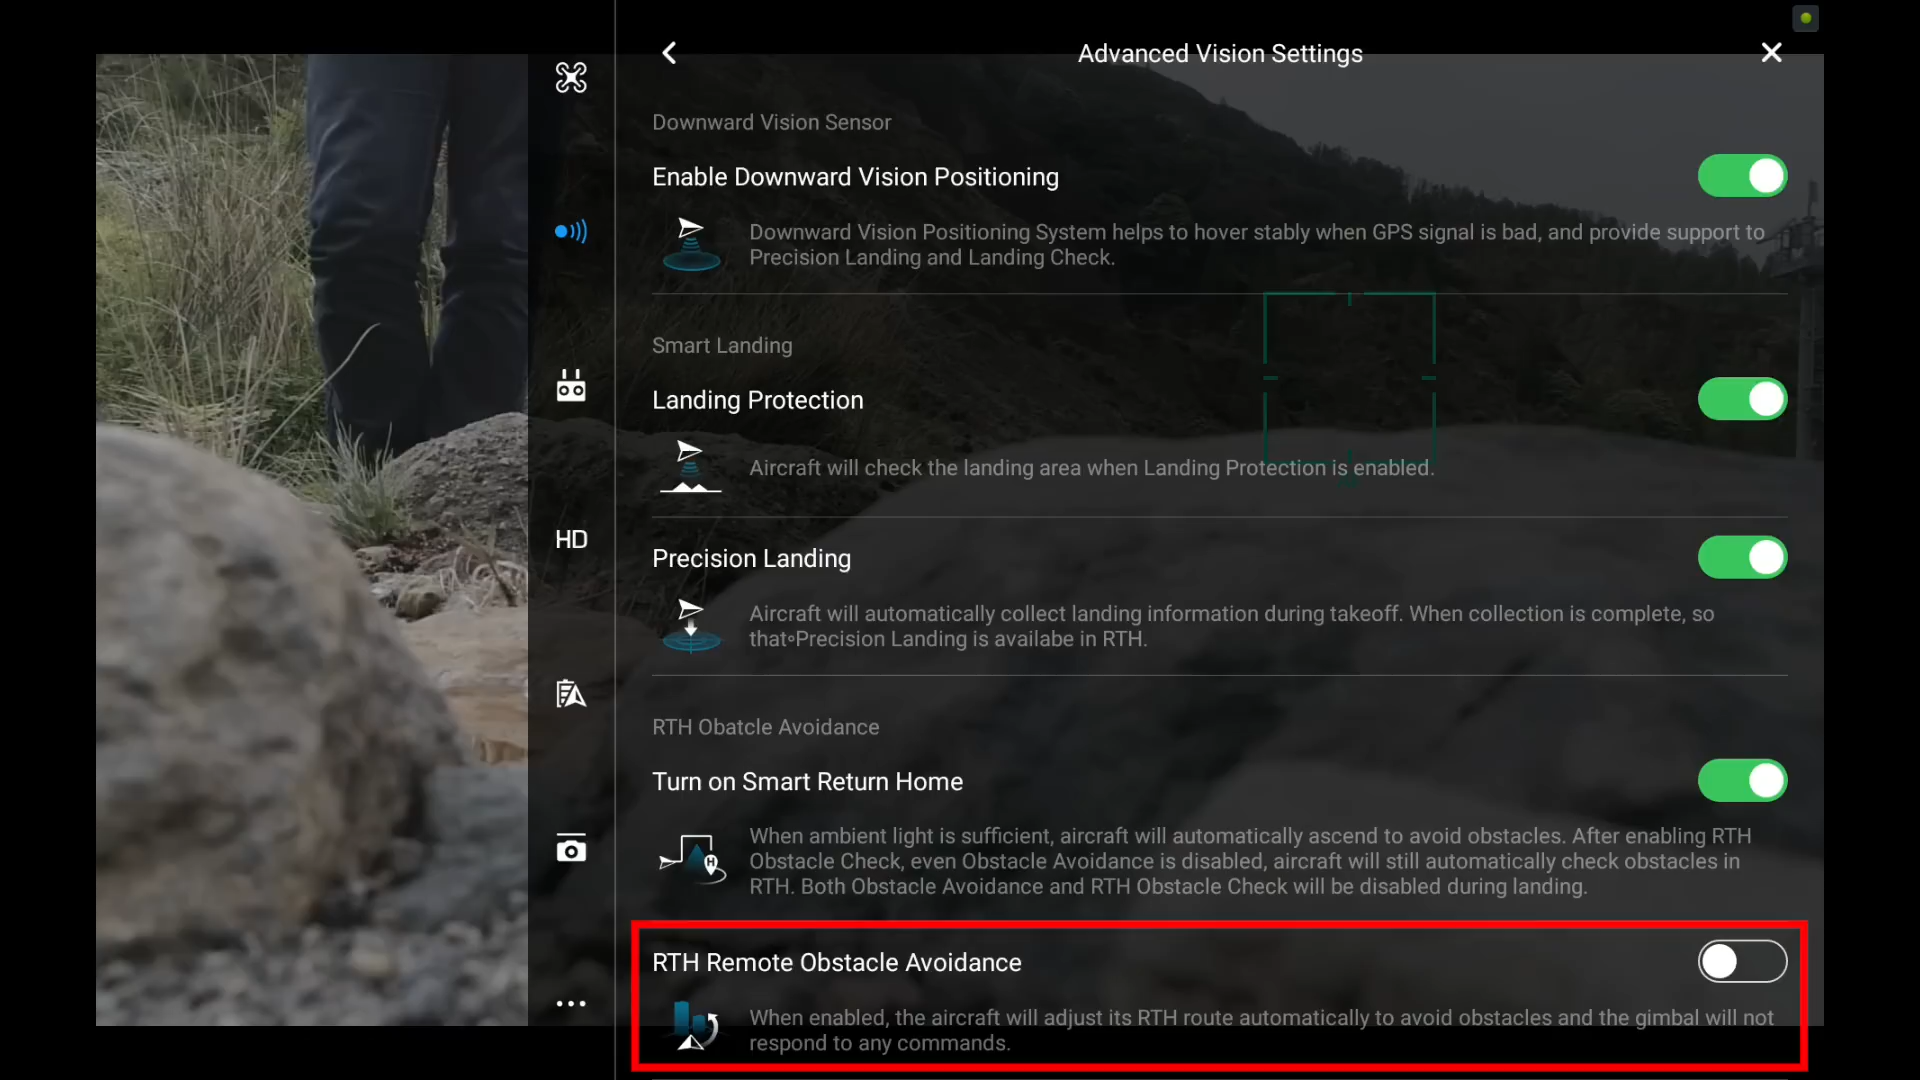 Advanced Vision Settings
Downward Vision Sensor
Enable Downward Vision Positioning
Downward Vision Positioning System helps to hover stably when GPS signal is bad, and provide support to
Precision Landing and Landing Check.
Smart Landing
Landing Protection
Aircraft will check the landing area when Landing Protection is enabled.
HD
Precision Landing
Aircraft will automatically collect landing information during takeoff. When collection is complete, so
that∘Precision Landing is availabe in RTH.
RTH Obatcle Avoidance
Turn on Smart Return Home
H
When ambient light is sufficient, aircraft will automatically ascend to avoid obstacles. After enabling RTH
Obstacle Check, even Obstacle Avoidance is disabled, aircraft will still automatically check obstacles in
RTH. Both Obstacle Avoidance and RTH Obstacle Check will be disabled during landing.
RTH Remote Obstacle Avoidance
When enabled, the aircraft will adjust its RTH route automatically to avoid obstacles and the gimbal will not
respond to any commands.